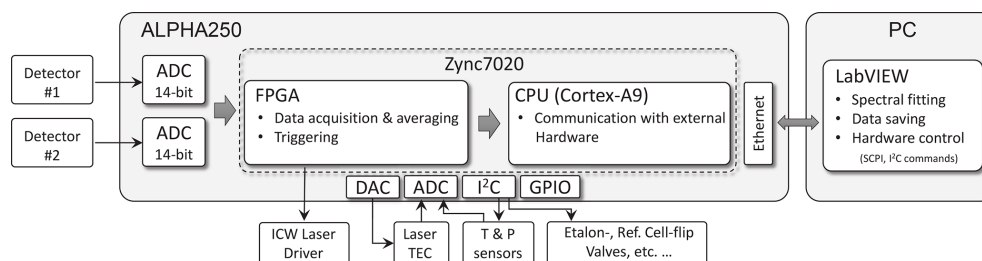 ALPHA250
PC
Detector
#1
ADC
14-bit
Detector
#2
ADC
14-bit
Zync7020
FPGA
• Data acquisition & averaging
• Triggering
CPU (Cortex-A9)
• Communication with external
Hardware
Ethernet
LabVIEW
• Spectral fitting
• Data saving
• Hardware control
(SCPI, I²C commands)
DAC
ADC
I²C
GPIO
ICW Laser
Driver
Laser
TEC
T & P
sensors
Etalon-, Ref. Cell-flip
Valves, etc. ...